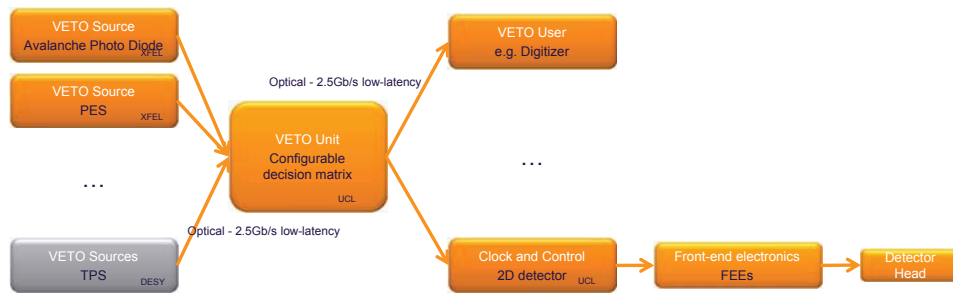 VETO Source
Avalanche Photo Diode
XFEL
VETO Source
PES
XFEL
...
VETO Sources
TPS
DESY
Optical - 2.5Gb/s low-latency
VETO Unit
Configurable
decision matrix
UCL
Optical - 2.5Gb/s low-latency
VETO User
e.g. Digitizer
...
Clock and Control
2D detector
UCL
Front-end electronics
FEEs
Detector
Head